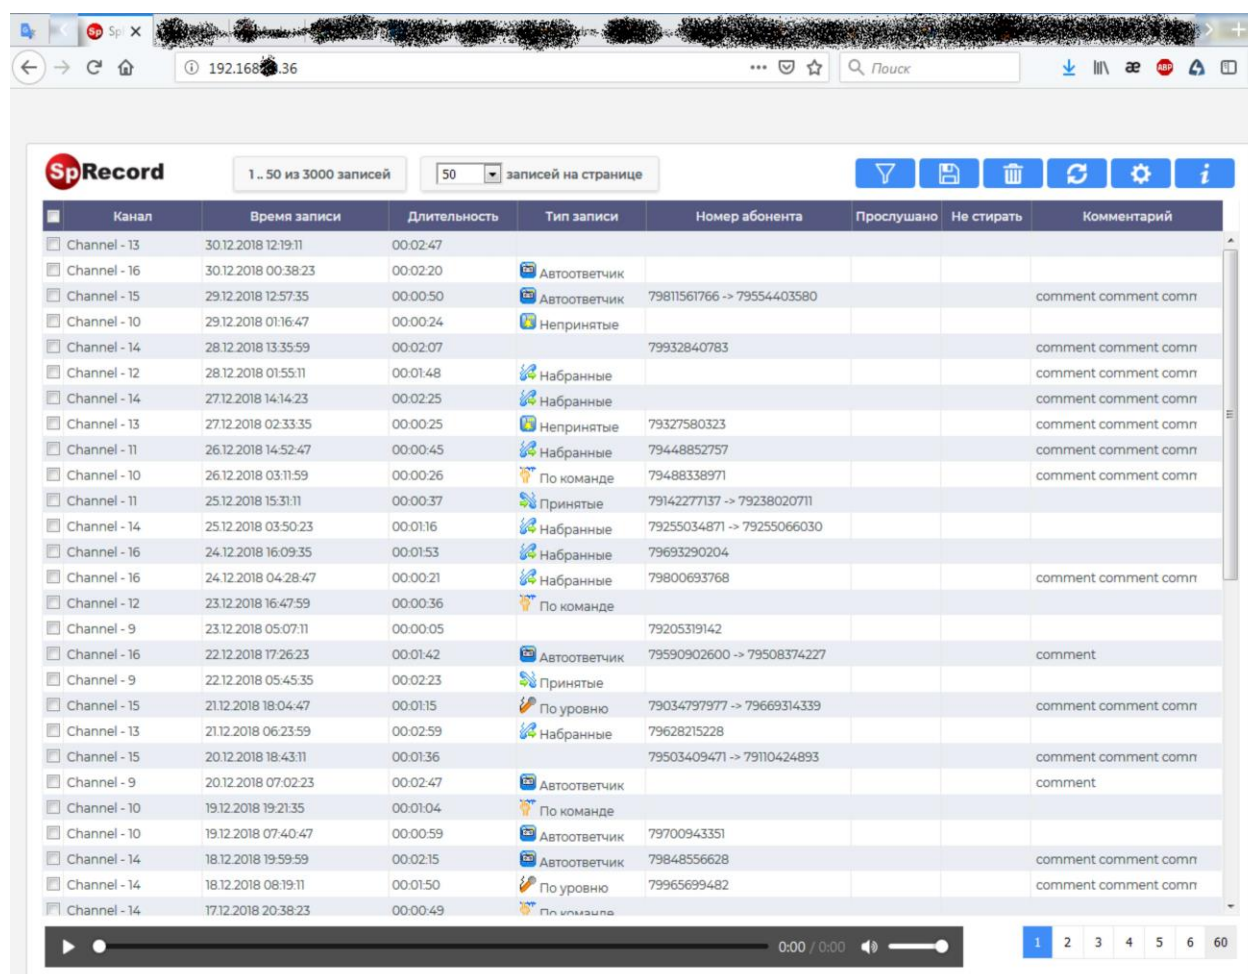 Sp Sp
192.168 .36 Поиск ABP
SpRecord 1 .. 50 из 3000 записей 50 записей на странице
Канал Время записи Длительность Тип записи Номер абонента Прослушано Не стирать Комментарий
Channel - 13 30.12.2018 12:19:11 00:02:47
Channel - 16 30.12.2018 00:38:23 00:02:20 Автоответчик
Channel - 15 29.12.2018 12:57:35 00:00:50 Автоответчик 79811561766 -> 79554403580 comment comment comm
Channel - 10 29.12.2018 01:16:47 00:00:24 Непринятые
Channel - 14 28.12.2018 13:35:59 00:02:07 79932840783 comment comment comm
Channel - 12 28.12.2018 01:55:11 00:01:48 Набранные comment comment comm
Channel - 14 27.12.2018 14:14:23 00:02:25 Набранные comment comment comm
Channel - 13 27.12.2018 02:33:35 00:00:25 Непринятые 79327580323 comment comment comm
Channel - 11 26.12.2018 14:52:47 00:00:45 Набранные 79448852757 comment comment comm
Channel - 10 26.12.2018 03:11:59 00:00:26 По команде 79488338971 comment comment comm
Channel - 11 25.12.2018 15:31:11 00:00:37 Принятые 79142277137 -> 79238020711
Channel - 14 25.12.2018 03:50:23 00:01:16 Набранные 79255034871 -> 79255066030
Channel - 16 24.12.2018 16:09:35 00:01:53 Набранные 79693290204
Channel - 16 24.12.2018 04:28:47 00:00:21 Набранные 79800693768 comment comment comm
Channel - 12 23.12.2018 16:47:59 00:00:36 По команде
Channel - 9 23.12.2018 05:07:11 00:00:05 79205319142
Channel - 16 22.12.2018 17:26:23 00:01:42 Автоответчик 79590902600 -> 79508374227 comment
Channel - 9 22.12.2018 05:45:35 00:02:23 Принятые
Channel - 15 21.12.2018 18:04:47 00:01:15 По уровню 79034797977 -> 79669314339 comment comment comm
Channel - 13 21.12.2018 06:23:59 00:02:59 Набранные 79628215228
Channel - 15 20.12.2018 18:43:11 00:01:36 79503409471 -> 79110424893 comment comment comm
Channel - 9 20.12.2018 07:02:23 00:02:47 Автоответчик comment
Channel - 10 19.12.2018 19:21:35 00:01:04 По команде
Channel - 10 19.12.2018 07:40:47 00:00:59 Автоответчик 79700943351
Channel - 14 18.12.2018 19:59:59 00:02:15 Автоответчик 79848556628 comment comment comm
Channel - 14 18.12.2018 08:19:11 00:01:50 По уровню 79965699482 comment comment comm
Channel - 14 17.12.2018 20:38:23 00:00:49 По команде
0:00 / 0:00 1 2 3 4 5 6 60